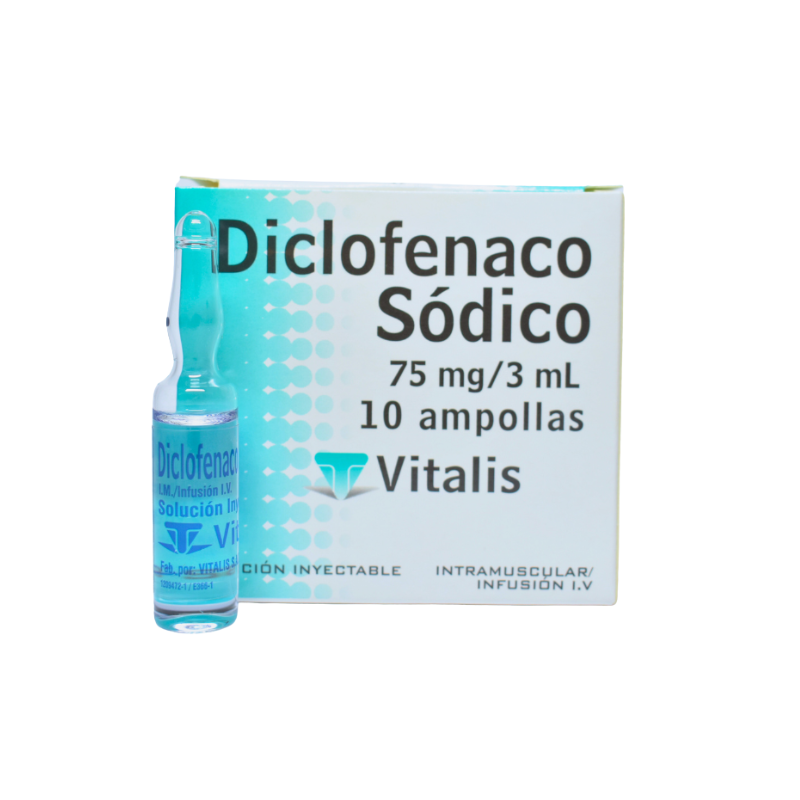 Diclofenaco
Sódico
75 mg/3 mL
10 ampollas
Vitalis
CIÓN INYECTABLE
INTRAMUSCULAR/
INFUSIÓN I.V
Diclofenaco
I.M./Infusión I.V.
Solución Iny
Vit
Fab. por: VITALIS S.